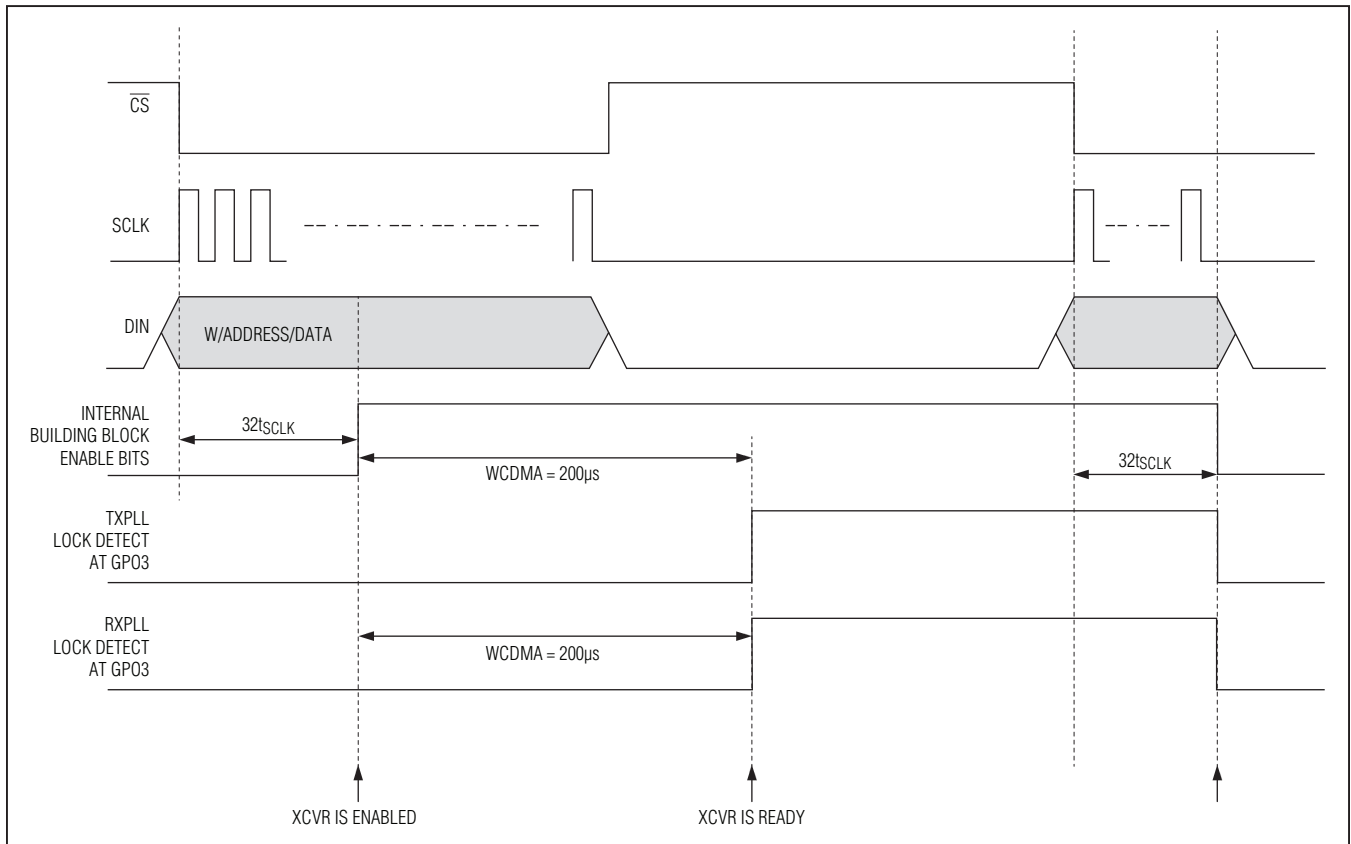 CS
SCLK
DIN
W/ADDRESS/DATA
INTERNAL
BUILDING BLOCK
ENABLE BITS
32tSCLK
WCDMA = 200µs
32tSCLK
TXPLL
LOCK DETECT
AT GPO3
RXPLL
LOCK DETECT
AT GPO3
WCDMA = 200µs
XCVR IS ENABLED
XCVR IS READY